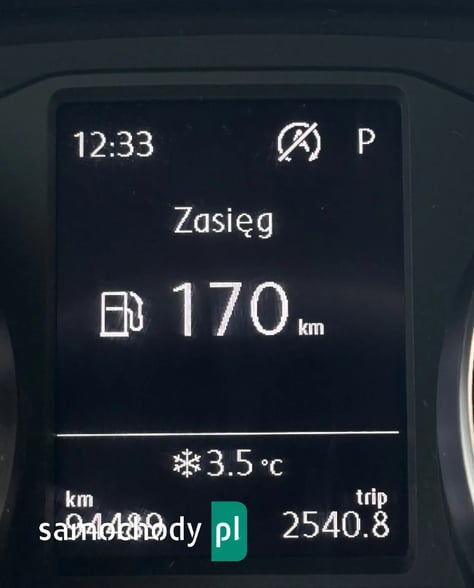 12:33 P
Zasięg
170 km
3.5 °C
km trip
2540.8
samochody pl